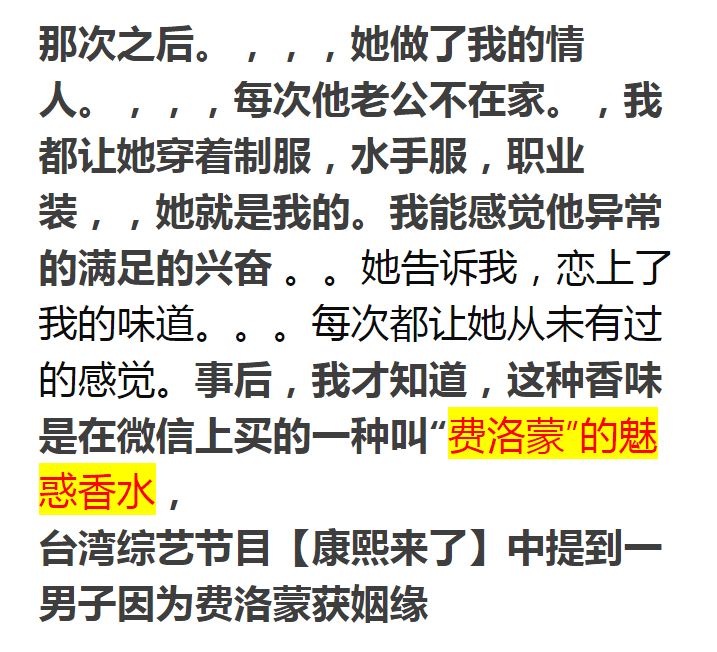 那次之后。，，，她做了我的情
人。，，，每次他老公不在家。，我
都让她穿着制服，水手服，职业
装，，她就是我的。我能感觉他异常
的满足的兴奋 。。她告诉我，恋上了
我的味道。。。每次都让她从未有过
的感觉。事后，我才知道，这种香味
是在微信上买的一种叫“费洛蒙”的魅
惑香水，
台湾综艺节目【康熙来了】中提到一
男子因为费洛蒙获姻缘